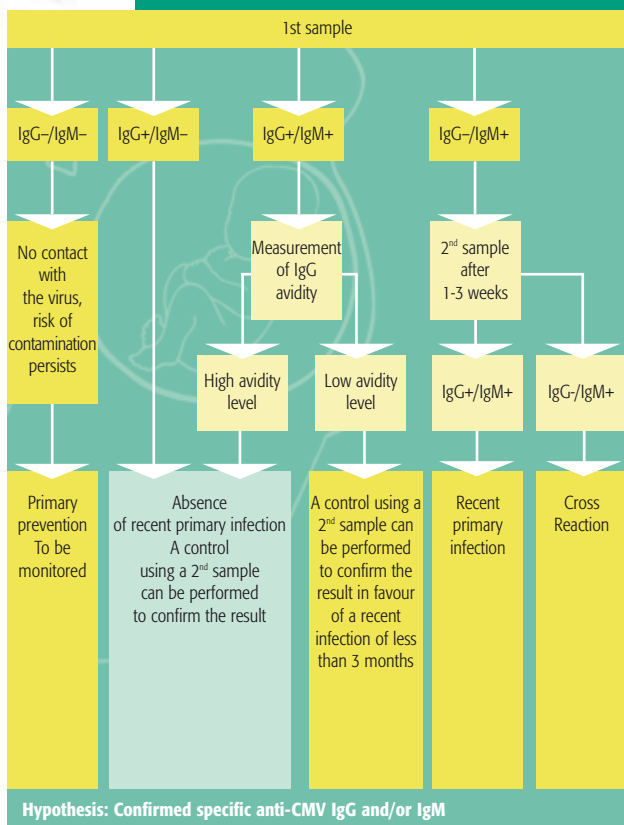 1st sample
IgG–/IgM–
IgG+/IgM–
IgG+/IgM+
IgG–/IgM+
No contact
with
the virus,
risk of
contamination
persists
Measurement
of IgG
avidity
2nd sample
after
1-3 weeks
High avidity
level
Low avidity
level
IgG+/IgM+
IgG-/IgM+
Primary
prevention
To be
monitored
Absence
of recent primary infection
A control
using a 2nd sample
can be performed
to confirm the result
A control using a
2nd sample can
be performed
to confirm the
result in favour
of a recent
infection of less
than 3 months
Recent
primary
infection
Cross
Reaction
Hypothesis: Confirmed specific anti-CMV IgG and/or IgM